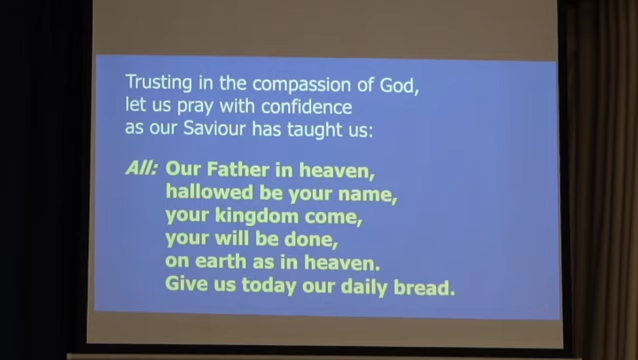 Trusting in the compassion of God,
let us pray with confidence
as our Saviour has taught us:
All: Our Father in heaven,
hallowed be your name,
your kingdom come,
your will be done,
on earth as in heaven.
Give us today our daily bread.